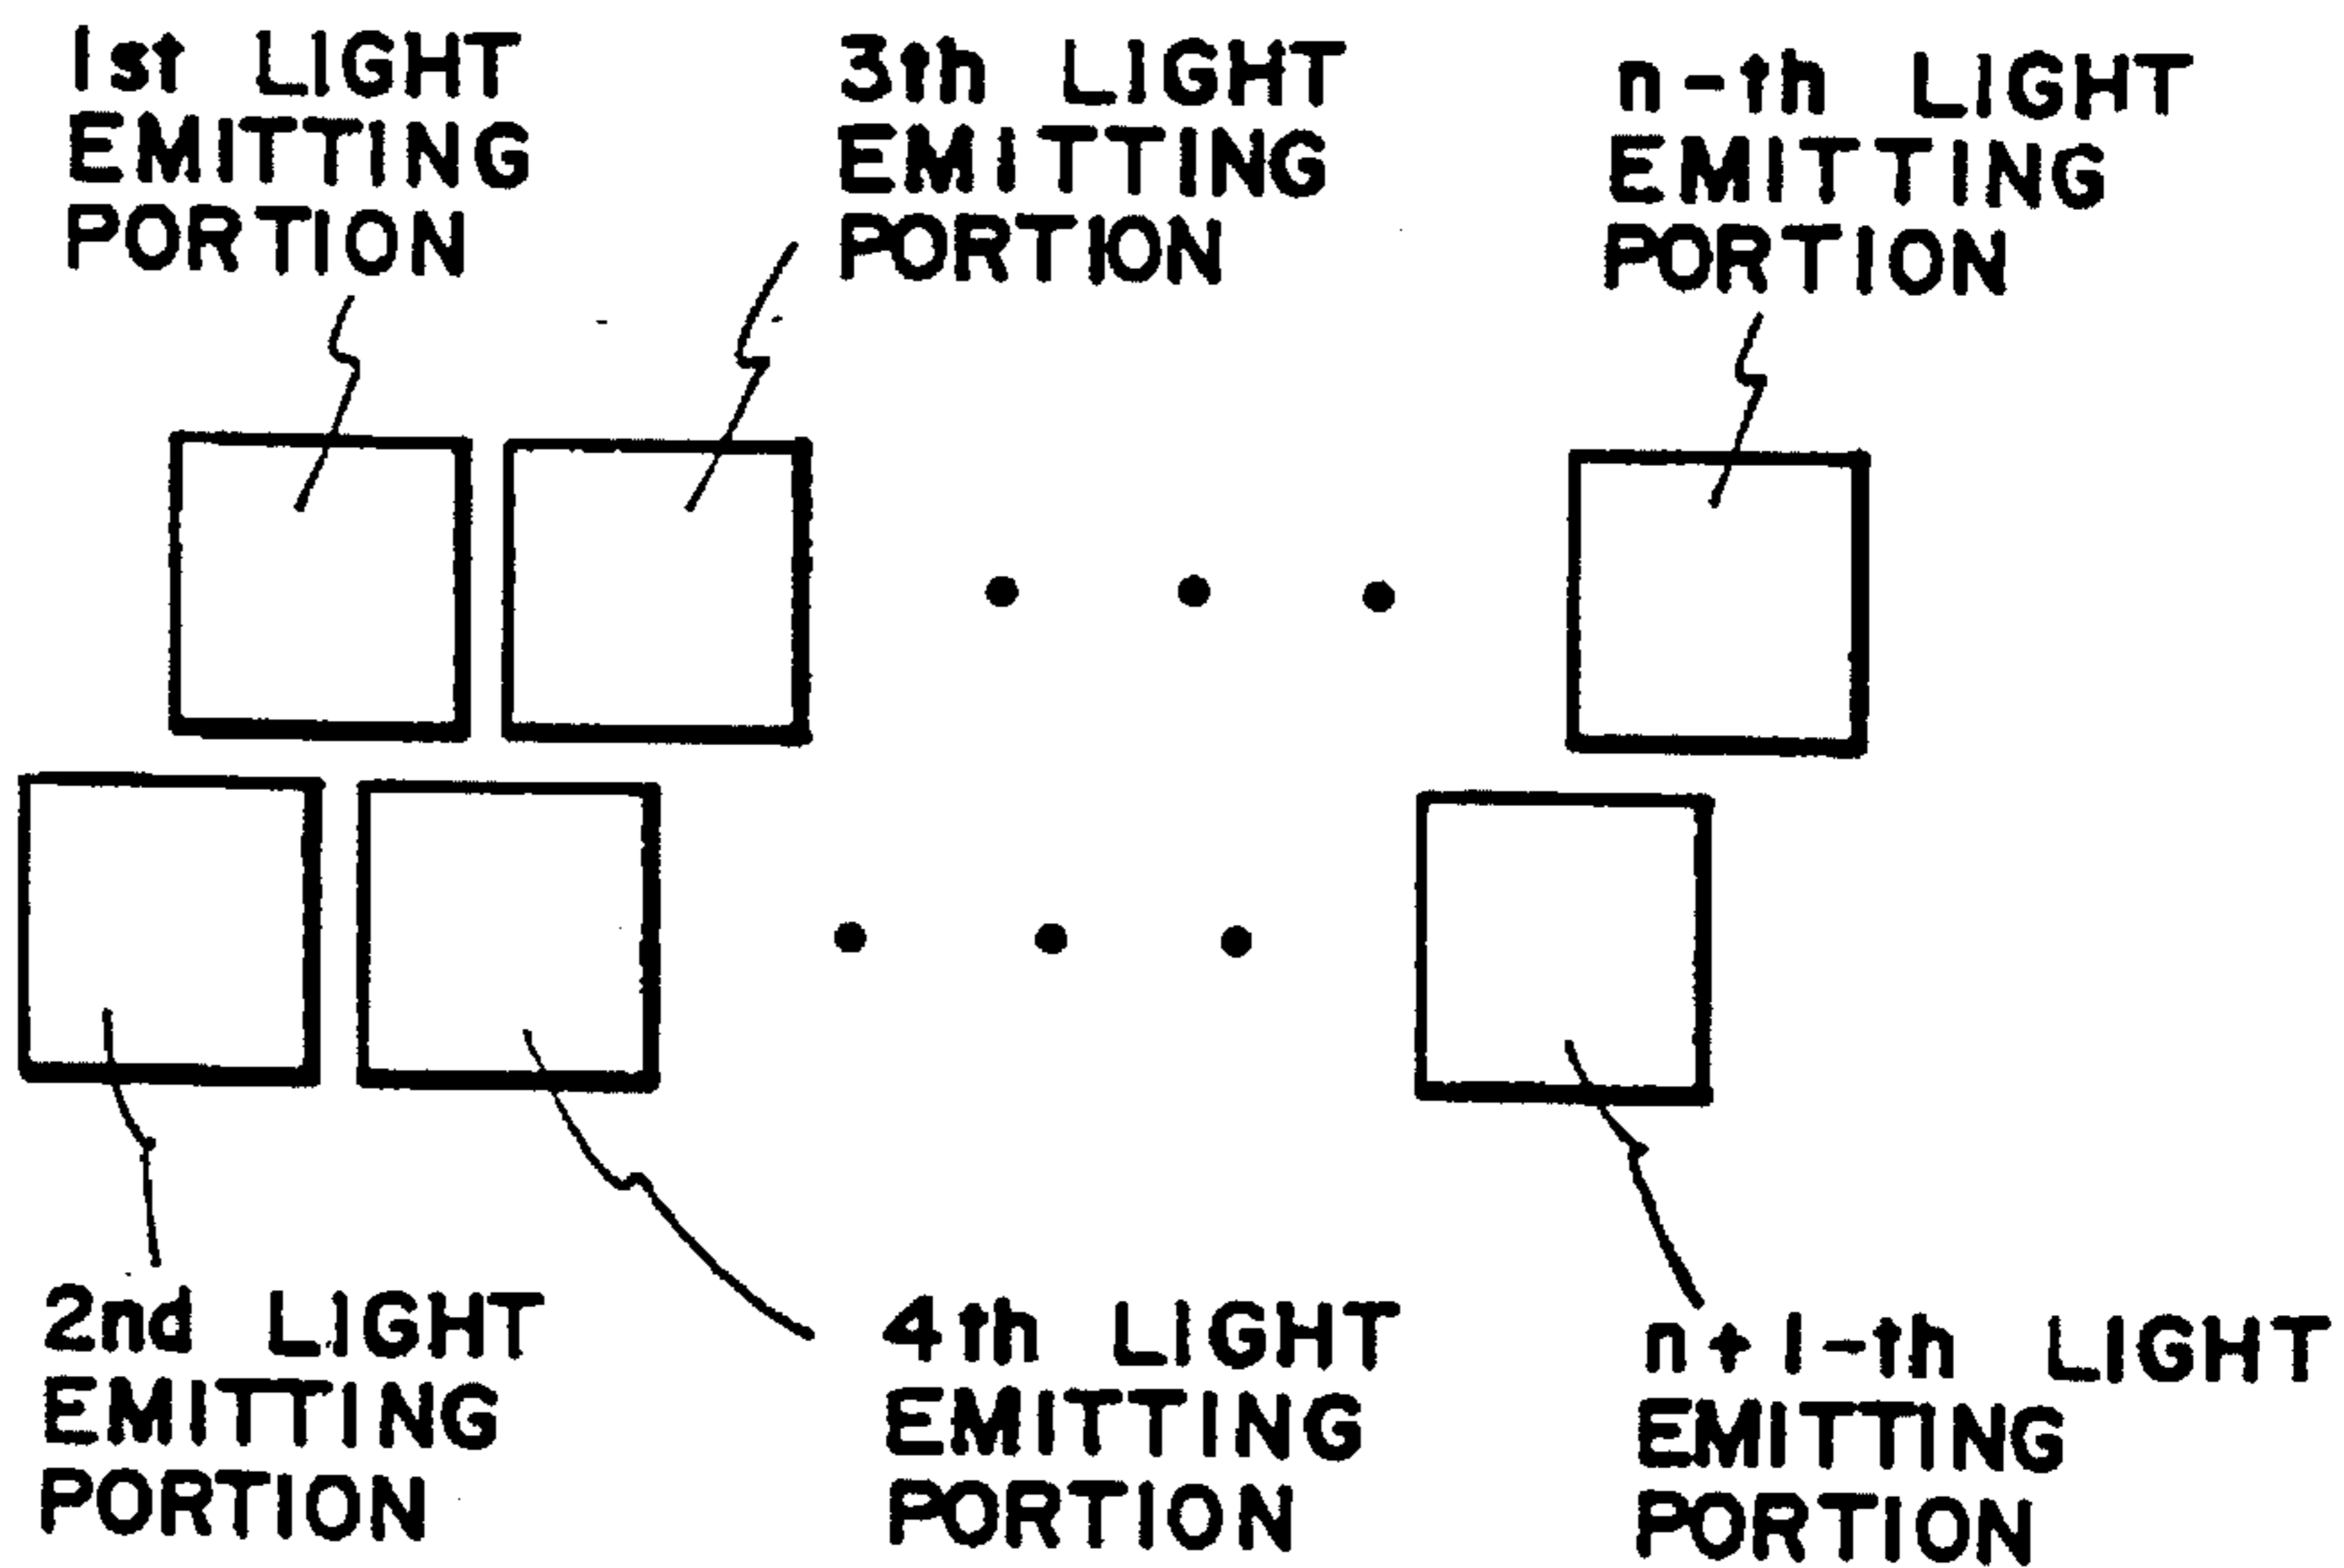 1st LIGHT
EMITTING
PORTION
3th LIGHT
EMITTING
PORTION
n-th LIGHT
EMITTING
PORTION
2nd LIGHT
EMITTING
PORTION
4th LIGHT
EMITTING
PORTION
n+1-th LIGHT
EMITTING
PORTION